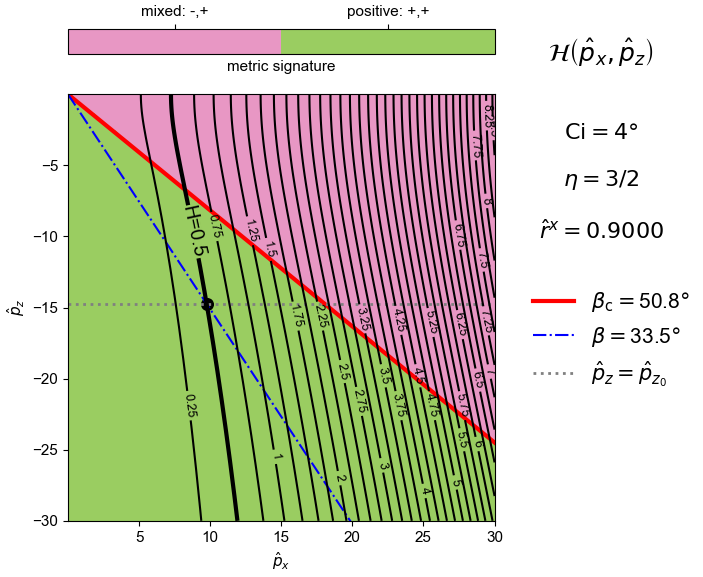 mixed: -,+ positive: +,+
metric signature
ℋ(p̂ₓ, p̂_z)
Ci = 4°
η = 3/2
r̂ˣ = 0.9000
β_c = 50.8°
β = 33.5°
p̂_z = p̂_z₀
−5
−10
−15
−20
−25
−30
p̂_z
5 10 15 20 25 30
p̂ₓ
H=0.5
0.25
0.75
1
1.25
1.5
1.75
2
2.25
2.5
2.75
3
3.25
3.5
3.75
4
4.25
4.5
4.75
5
5.25
5.5
5.75
6
6.25
6.5
6.75
7
7.25
7.5
7.75
8
8.25